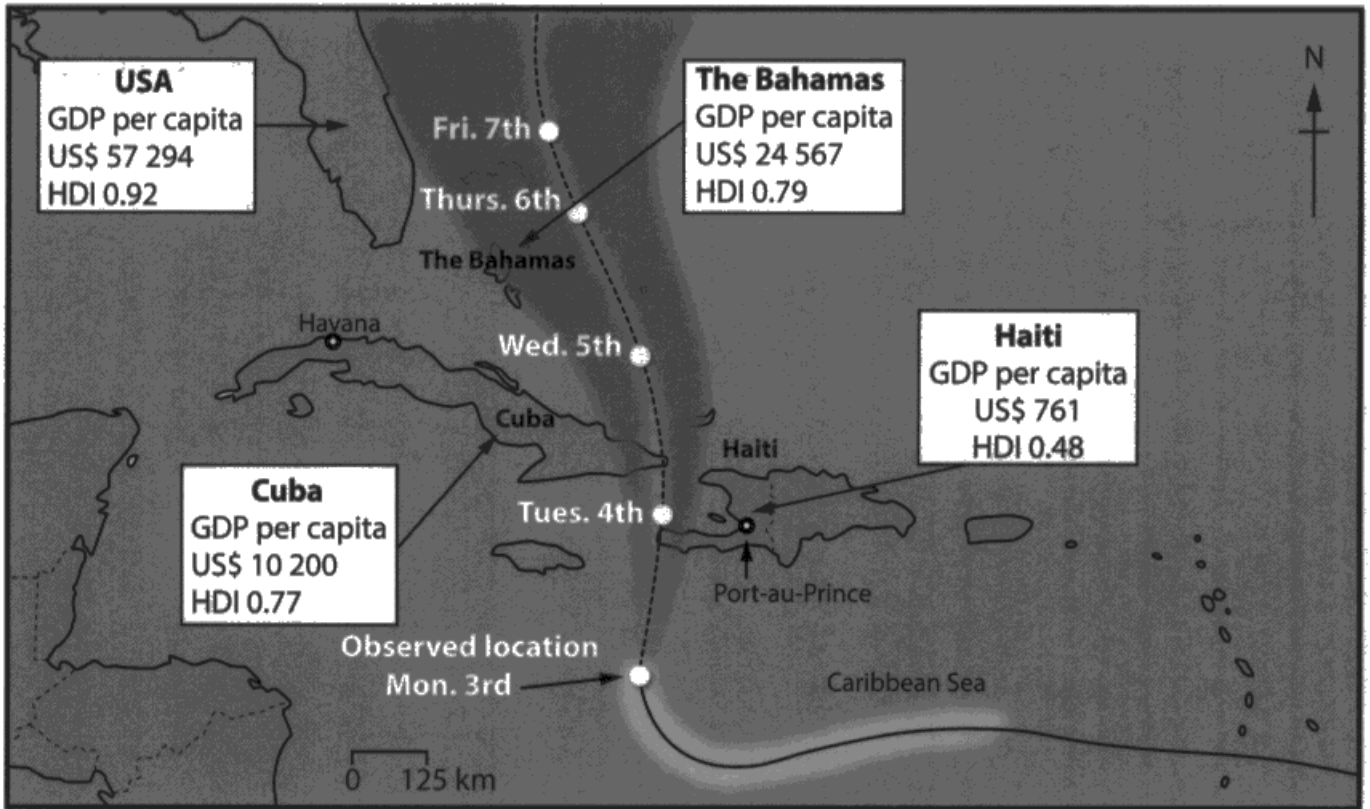 N
USA
GDP per capita
US$ 57 294
HDI 0.92
The Bahamas
GDP per capita
US$ 24 567
HDI 0.79
Fri. 7th
Thurs. 6th
The Bahamas
Havana
Wed. 5th
Haiti
GDP per capita
US$ 761
HDI 0.48
Cuba
Haiti
Cuba
GDP per capita
US$ 10 200
HDI 0.77
Tues. 4th
Port-au-Prince
Observed location
Mon. 3rd
Caribbean Sea
0 125 km